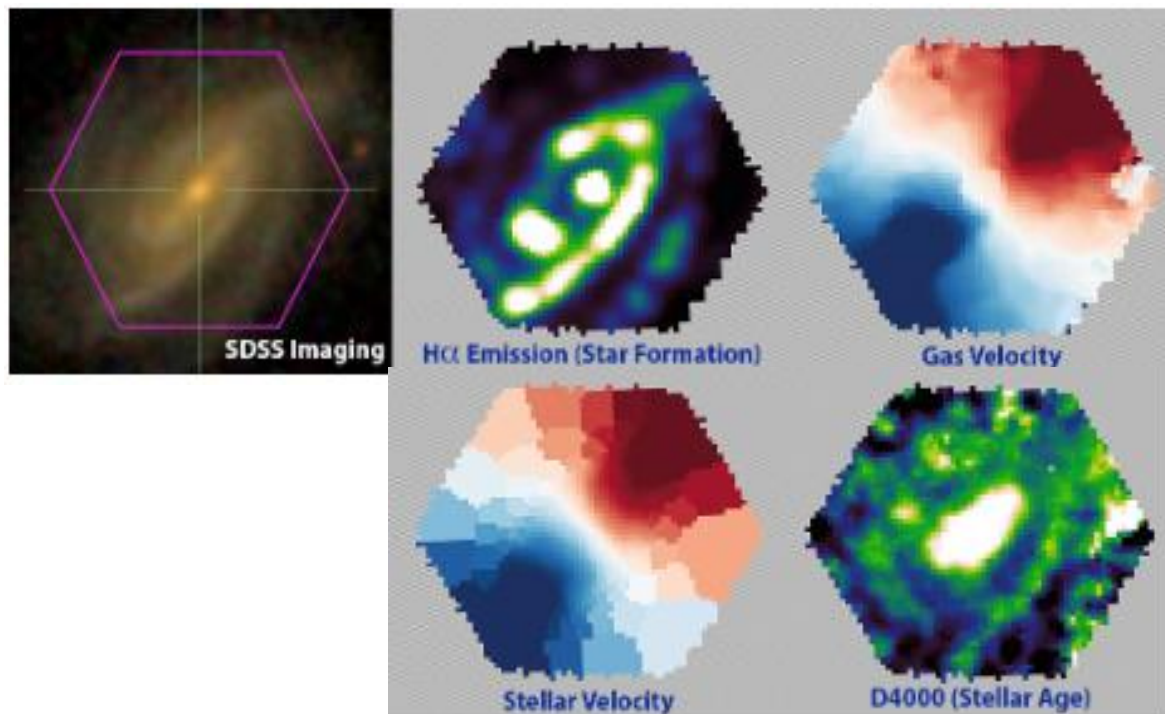 SDSS Imaging
Hα Emission (Star Formation)
Gas Velocity
Stellar Velocity
D4000 (Stellar Age)